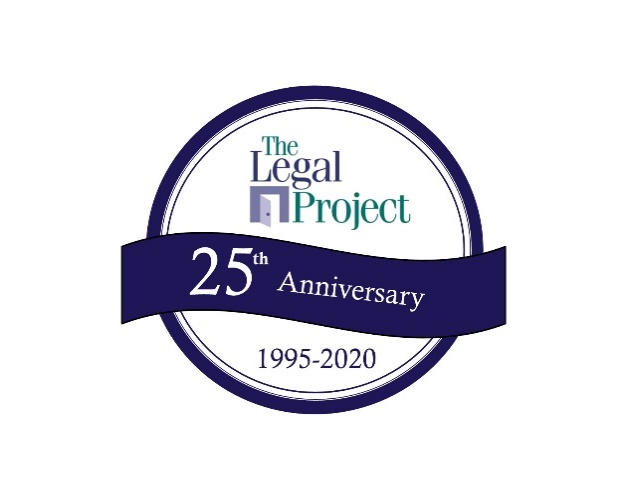 The
Legal
Project
25th Anniversary
1995-2020